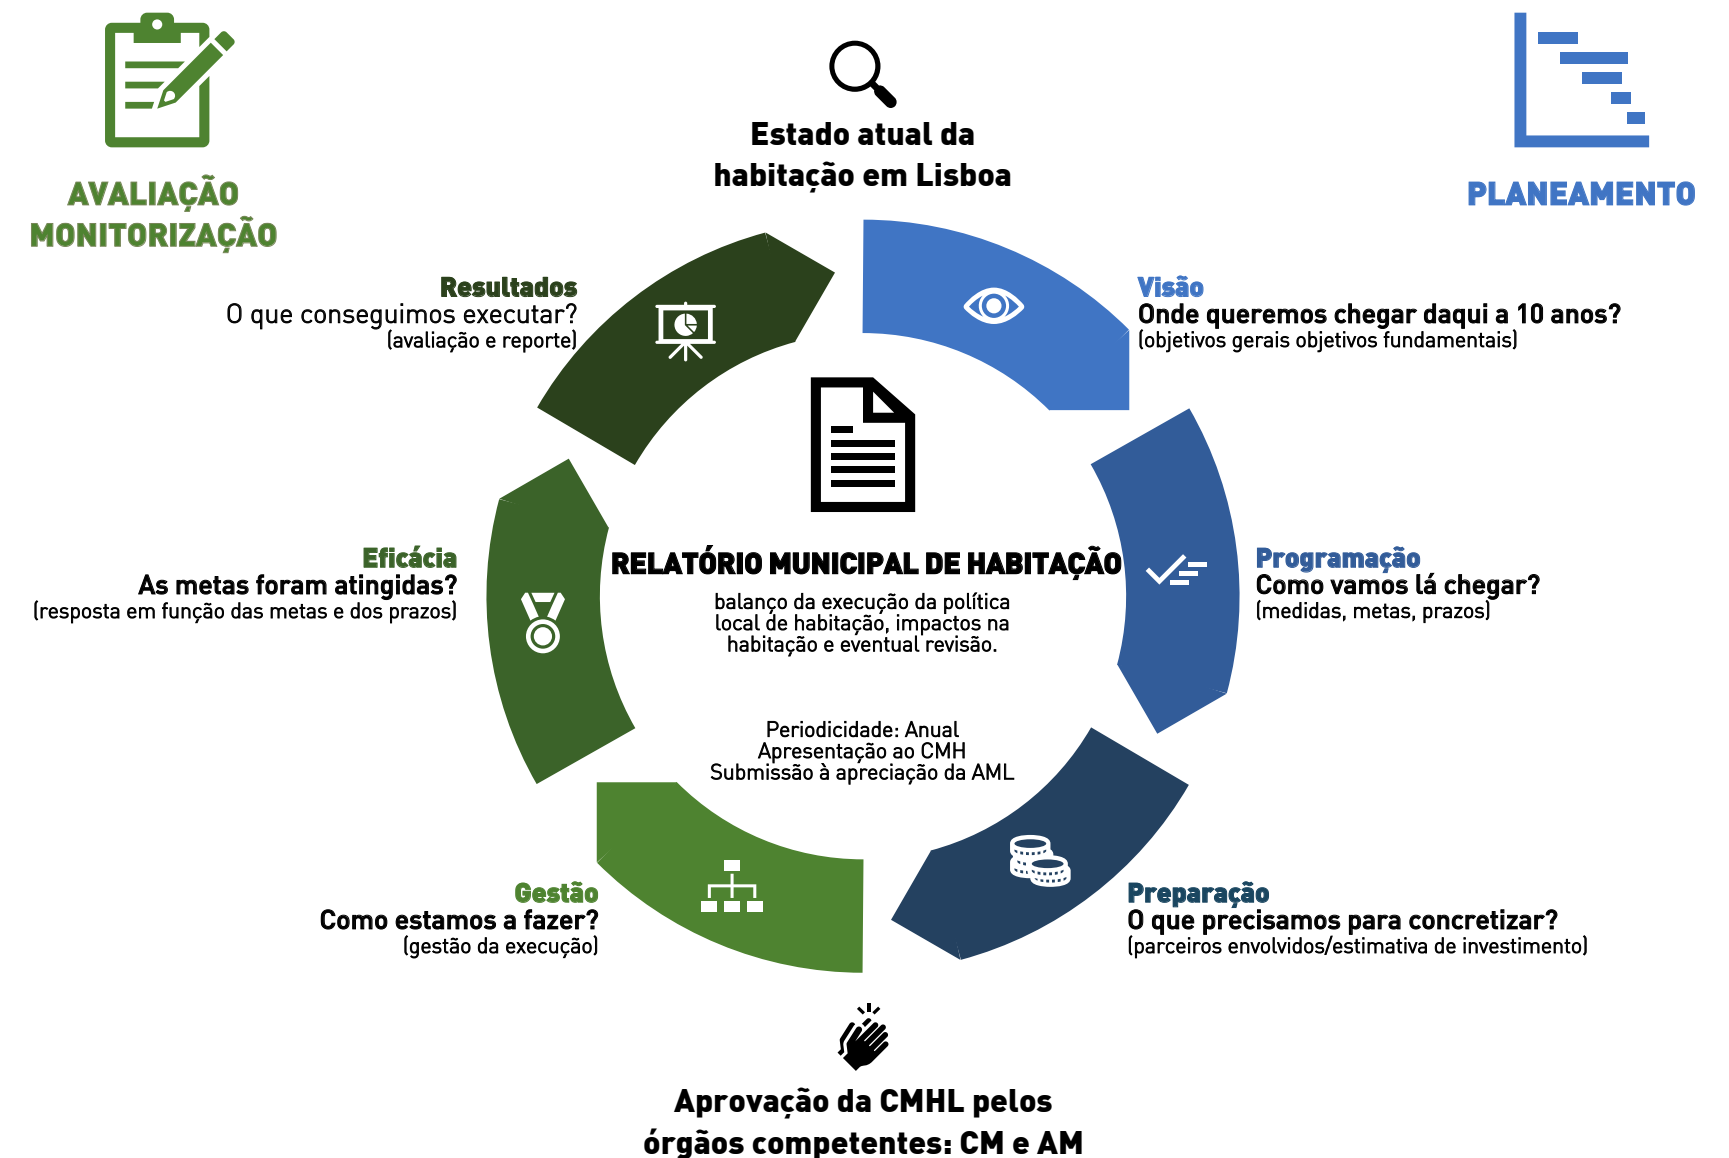 AVALIAÇÃO
MONITORIZAÇÃO
Estado atual da
habitação em Lisboa
PLANEAMENTO
Resultados
O que conseguimos executar?
(avaliação e reporte)
Visão
Onde queremos chegar daqui a 10 anos?
(objetivos gerais objetivos fundamentais)
Eficácia
As metas foram atingidas?
(resposta em função das metas e dos prazos)
RELATÓRIO MUNICIPAL DE HABITAÇÃO
balanço da execução da política
local de habitação, impactos na
habitação e eventual revisão.
Periodicidade: Anual
Apresentação ao CMH
Submissão à apreciação da AML
Programação
Como vamos lá chegar?
(medidas, metas, prazos)
Gestão
Como estamos a fazer?
(gestão da execução)
Preparação
O que precisamos para concretizar?
(parceiros envolvidos/estimativa de investimento)
Aprovação da CMHL pelos
órgãos competentes: CM e AM